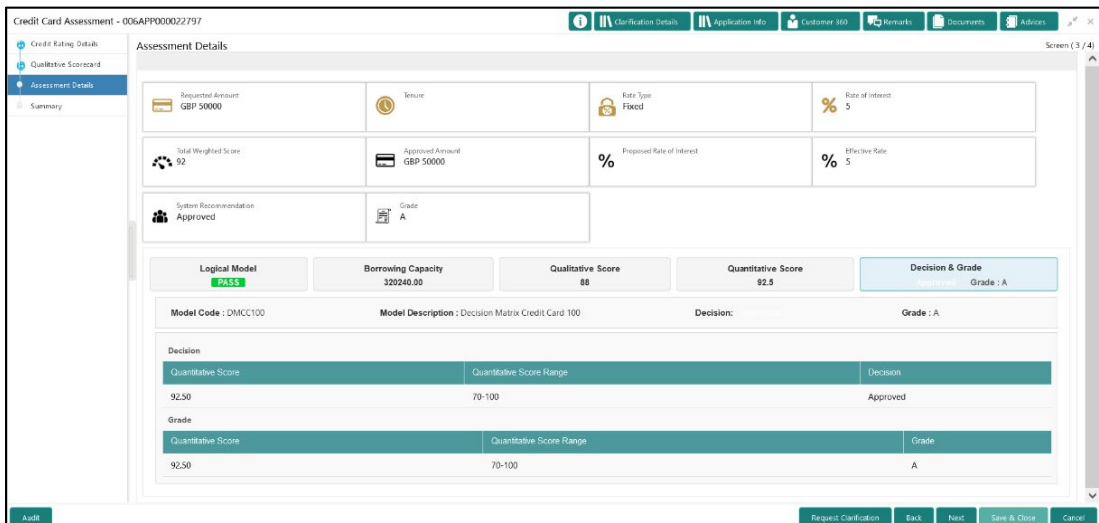 Credit Card Assessment - 006APP000022797
Clarification Details
Application Info
Customer 360
Remarks
Documents
Advices
Credit Rating Details
Qualitative Scorecard
Assessment Details
Summary
Assessment Details
Screen ( 3 / 4)
Requested Amount
GBP 50000
Tenure
Rate Type
Fixed
Rate of Interest
5
Total Weighted Score
92
Approved Amount
GBP 50000
Proposed Rate of Interest
Effective Rate
5
System Recommendation
Approved
Grade
A
Logical Model
PASS
Borrowing Capacity
320240.00
Qualitative Score
88
Quantitative Score
92.5
Decision & Grade
Approved Grade : A
Model Code : DMCC100 Model Description : Decision Matrix Credit Card 100 Decision: Grade : A
Decision
Quantitative Score Quantitative Score Range Decision
92.50 70-100 Approved
Grade
Quantitative Score Quantitative Score Range Grade
92.50 70-100 A
Audit
Request Clarification
Back
Next
Save & Close
Cancel